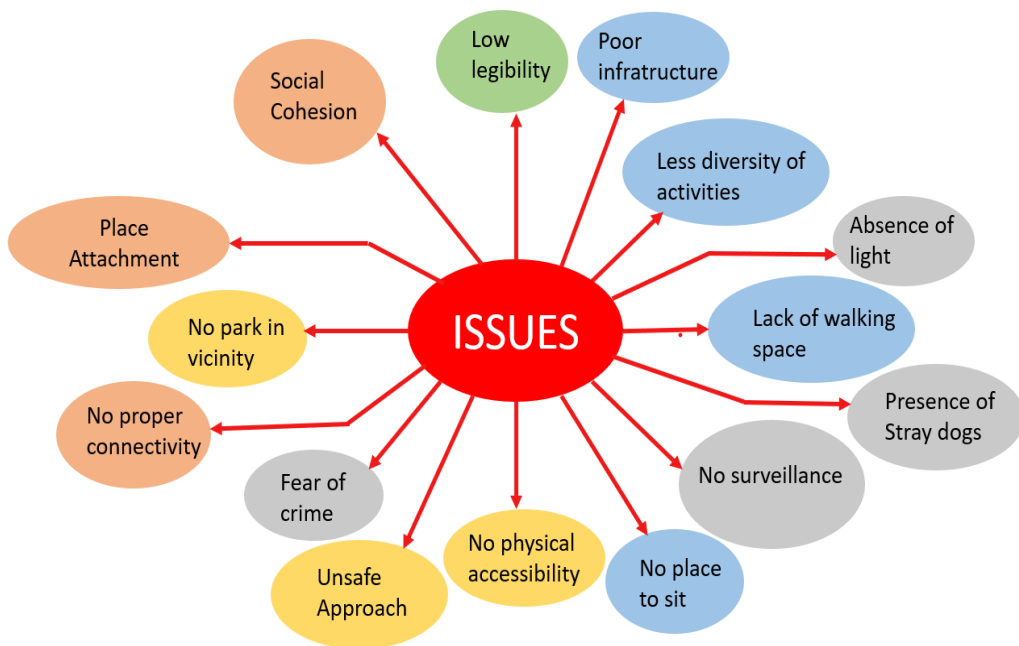 Low
legibility
Poor
infratructure
Social
Cohesion
Less diversity of
activities
Place
Attachment
Absence of
light
ISSUES
No park in
vicinity
Lack of walking
space
No proper
connectivity
Presence of
Stray dogs
Fear of
crime
No surveillance
Unsafe
Approach
No physical
accessibility
No place
to sit